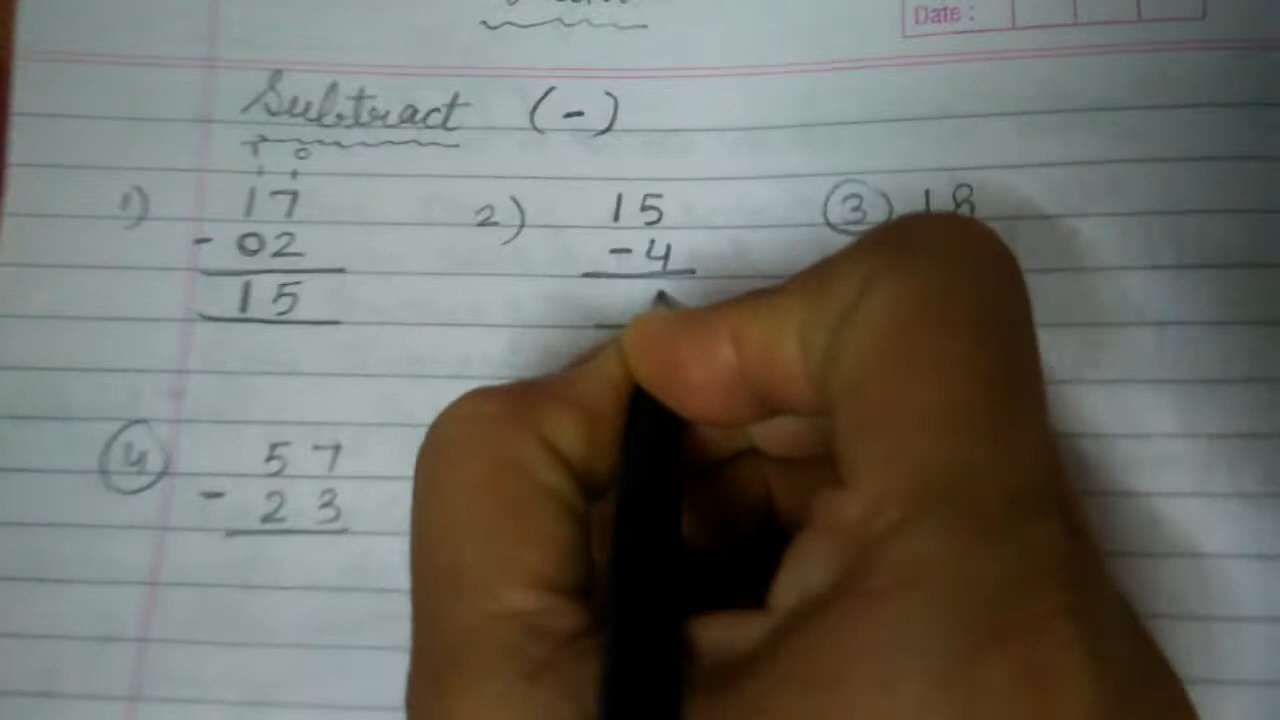 Date :
Subtract (-)
T O
1) 17
- 02
15
2) 15
- 4
3) 18
4) 57
- 23